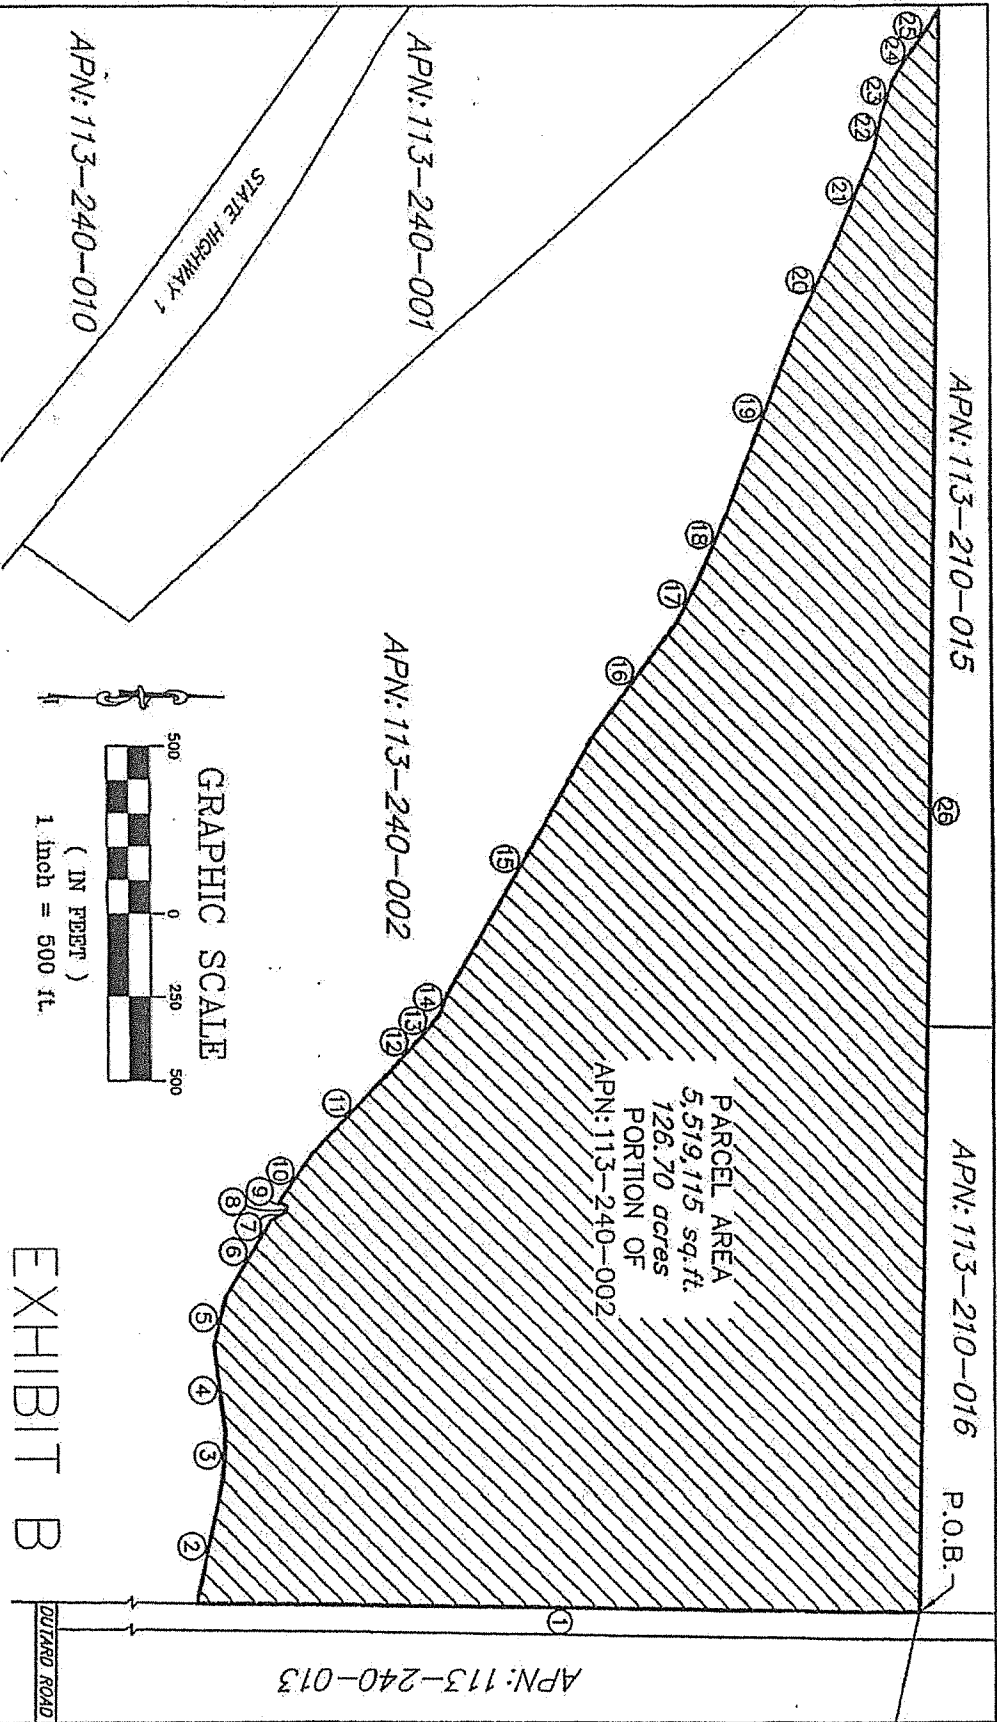 APN: 113-210-015
APN: 113-210-016
P.O.B.
26
25
24
23
22
21
20
19
18
17
16
15
14
13
12
11
10
9
8
7
6
5
4
3
2
1
PARCEL AREA
5,519,115 sq.ft.
126.70 acres
PORTION OF
APN: 113-240-002
APN: 113-240-001
APN: 113-240-002
STATE HIGHWAY 1
APN: 113-240-010
APN: 113-240-013
GRAPHIC SCALE
500 0 250 500
( IN FEET )
1 inch = 500 ft.
EXHIBIT B
DUTARD ROAD